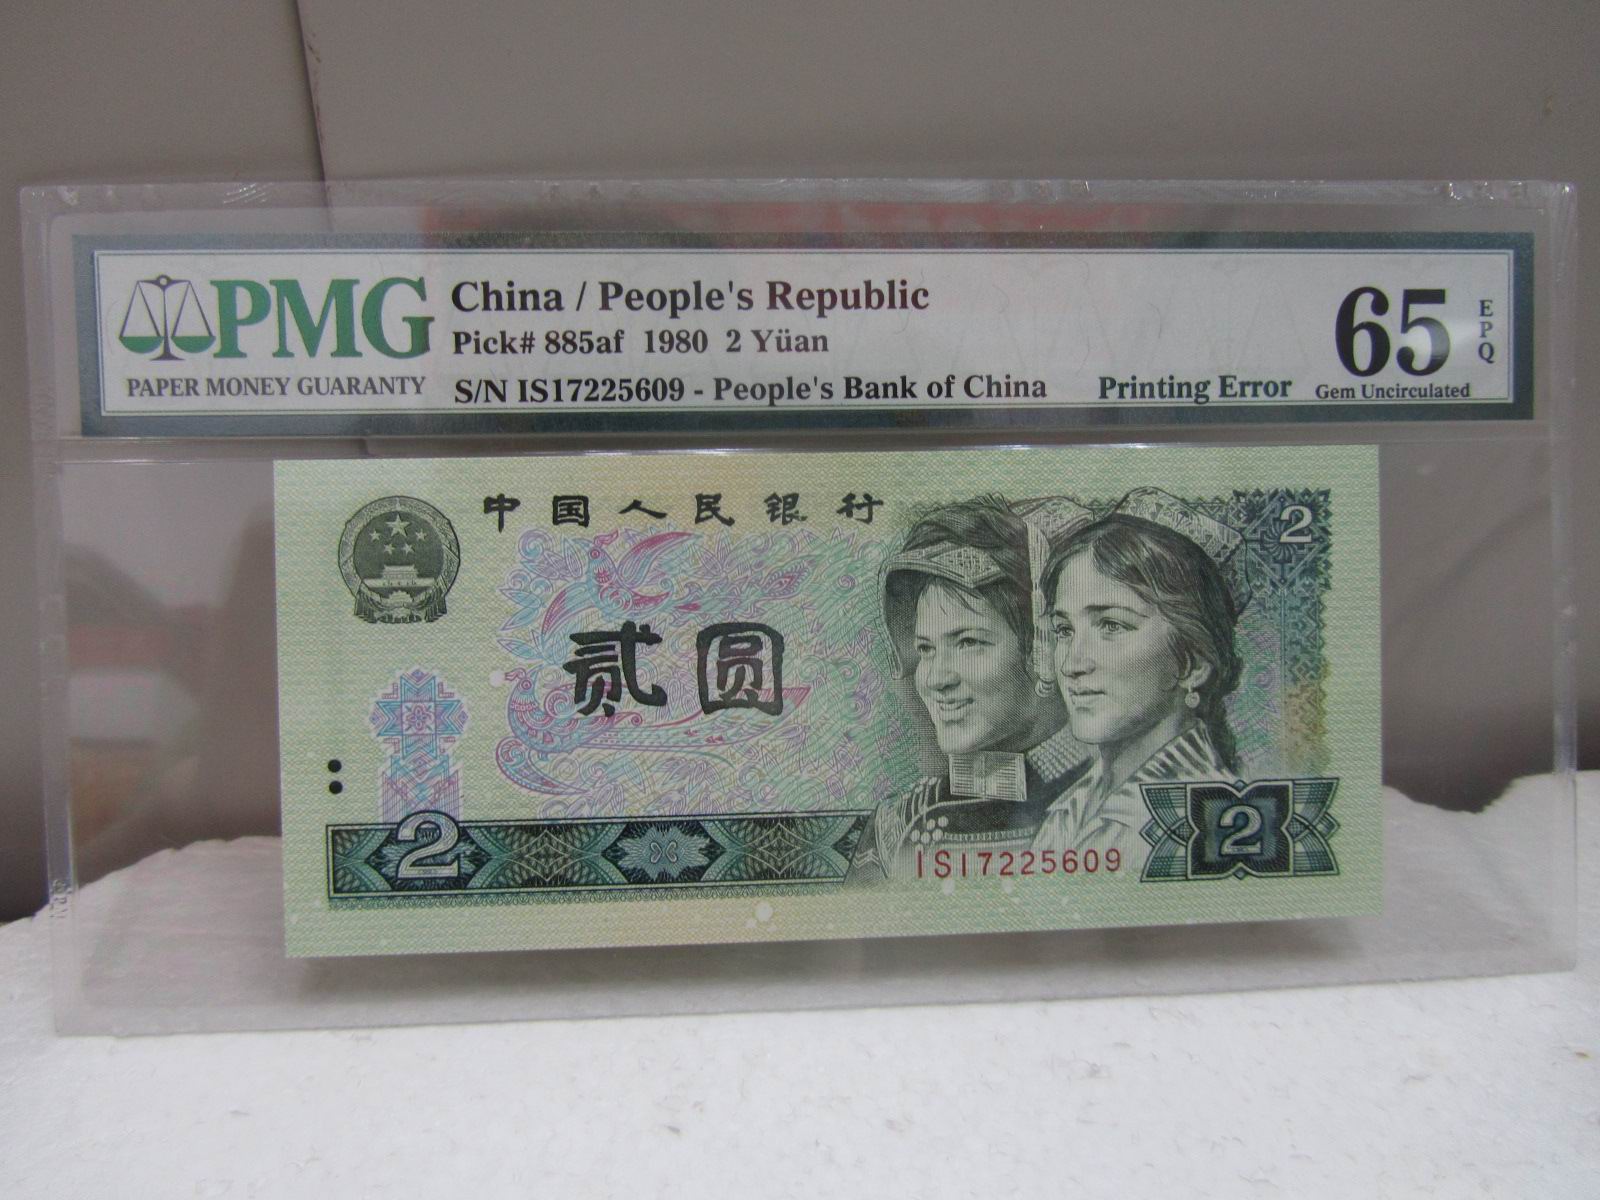 PMG
PAPER MONEY GUARANTY
China / People's Republic
Pick# 885af 1980 2 Yüan
S/N IS17225609 - People's Bank of China
Printing Error
65
EPQ
Gem Uncirculated
中国人民银行
2
贰圆
2
IS17225609
2